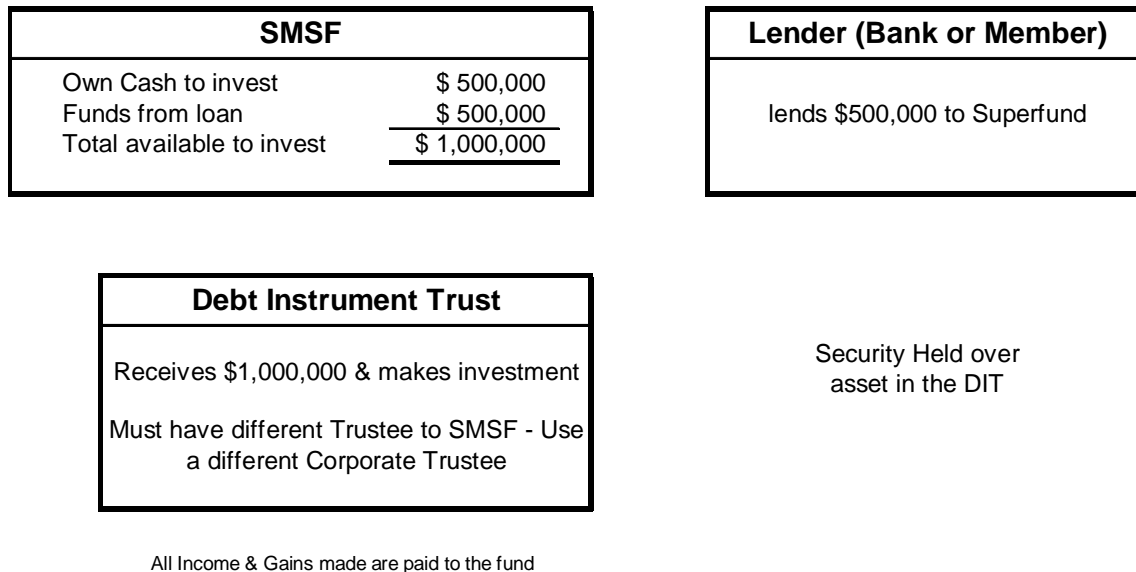 SMSF
Own Cash to invest $ 500,000
Funds from loan $ 500,000
Total available to invest $ 1,000,000
Lender (Bank or Member)
lends $500,000 to Superfund
Debt Instrument Trust
Receives $1,000,000 & makes investment
Must have different Trustee to SMSF - Use
a different Corporate Trustee
Security Held over
asset in the DIT
All Income & Gains made are paid to the fund